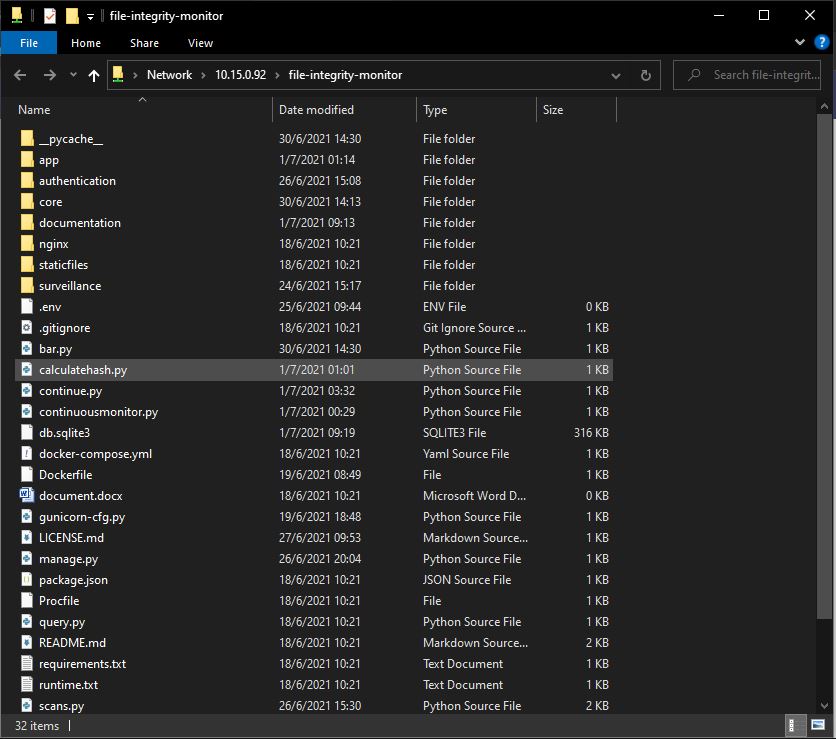 file-integrity-monitor
File Home Share View
Network 10.15.0.92 file-integrity-monitor Search file-integrit...
Name Date modified Type Size
__pycache__ 30/6/2021 14:30 File folder
app 1/7/2021 01:14 File folder
authentication 26/6/2021 15:08 File folder
core 30/6/2021 14:13 File folder
documentation 1/7/2021 09:13 File folder
nginx 18/6/2021 10:21 File folder
staticfiles 18/6/2021 10:21 File folder
surveillance 24/6/2021 15:17 File folder
.env 25/6/2021 09:44 ENV File 0 KB
.gitignore 18/6/2021 10:21 Git Ignore Source ... 1 KB
bar.py 30/6/2021 14:30 Python Source File 1 KB
calculatehash.py 1/7/2021 01:01 Python Source File 1 KB
continue.py 1/7/2021 03:32 Python Source File 1 KB
continuousmonitor.py 1/7/2021 00:29 Python Source File 1 KB
db.sqlite3 1/7/2021 09:19 SQLITE3 File 316 KB
docker-compose.yml 18/6/2021 10:21 Yaml Source File 1 KB
Dockerfile 19/6/2021 08:49 File 1 KB
document.docx 18/6/2021 10:21 Microsoft Word D... 0 KB
gunicorn-cfg.py 19/6/2021 18:48 Python Source File 1 KB
LICENSE.md 27/6/2021 09:53 Markdown Source... 1 KB
manage.py 26/6/2021 20:04 Python Source File 1 KB
package.json 18/6/2021 10:21 JSON Source File 1 KB
Procfile 18/6/2021 10:21 File 1 KB
query.py 18/6/2021 10:21 Python Source File 1 KB
README.md 18/6/2021 10:21 Markdown Source... 2 KB
requirements.txt 18/6/2021 10:21 Text Document 1 KB
runtime.txt 18/6/2021 10:21 Text Document 1 KB
scans.py 26/6/2021 15:30 Python Source File 2 KB
32 items